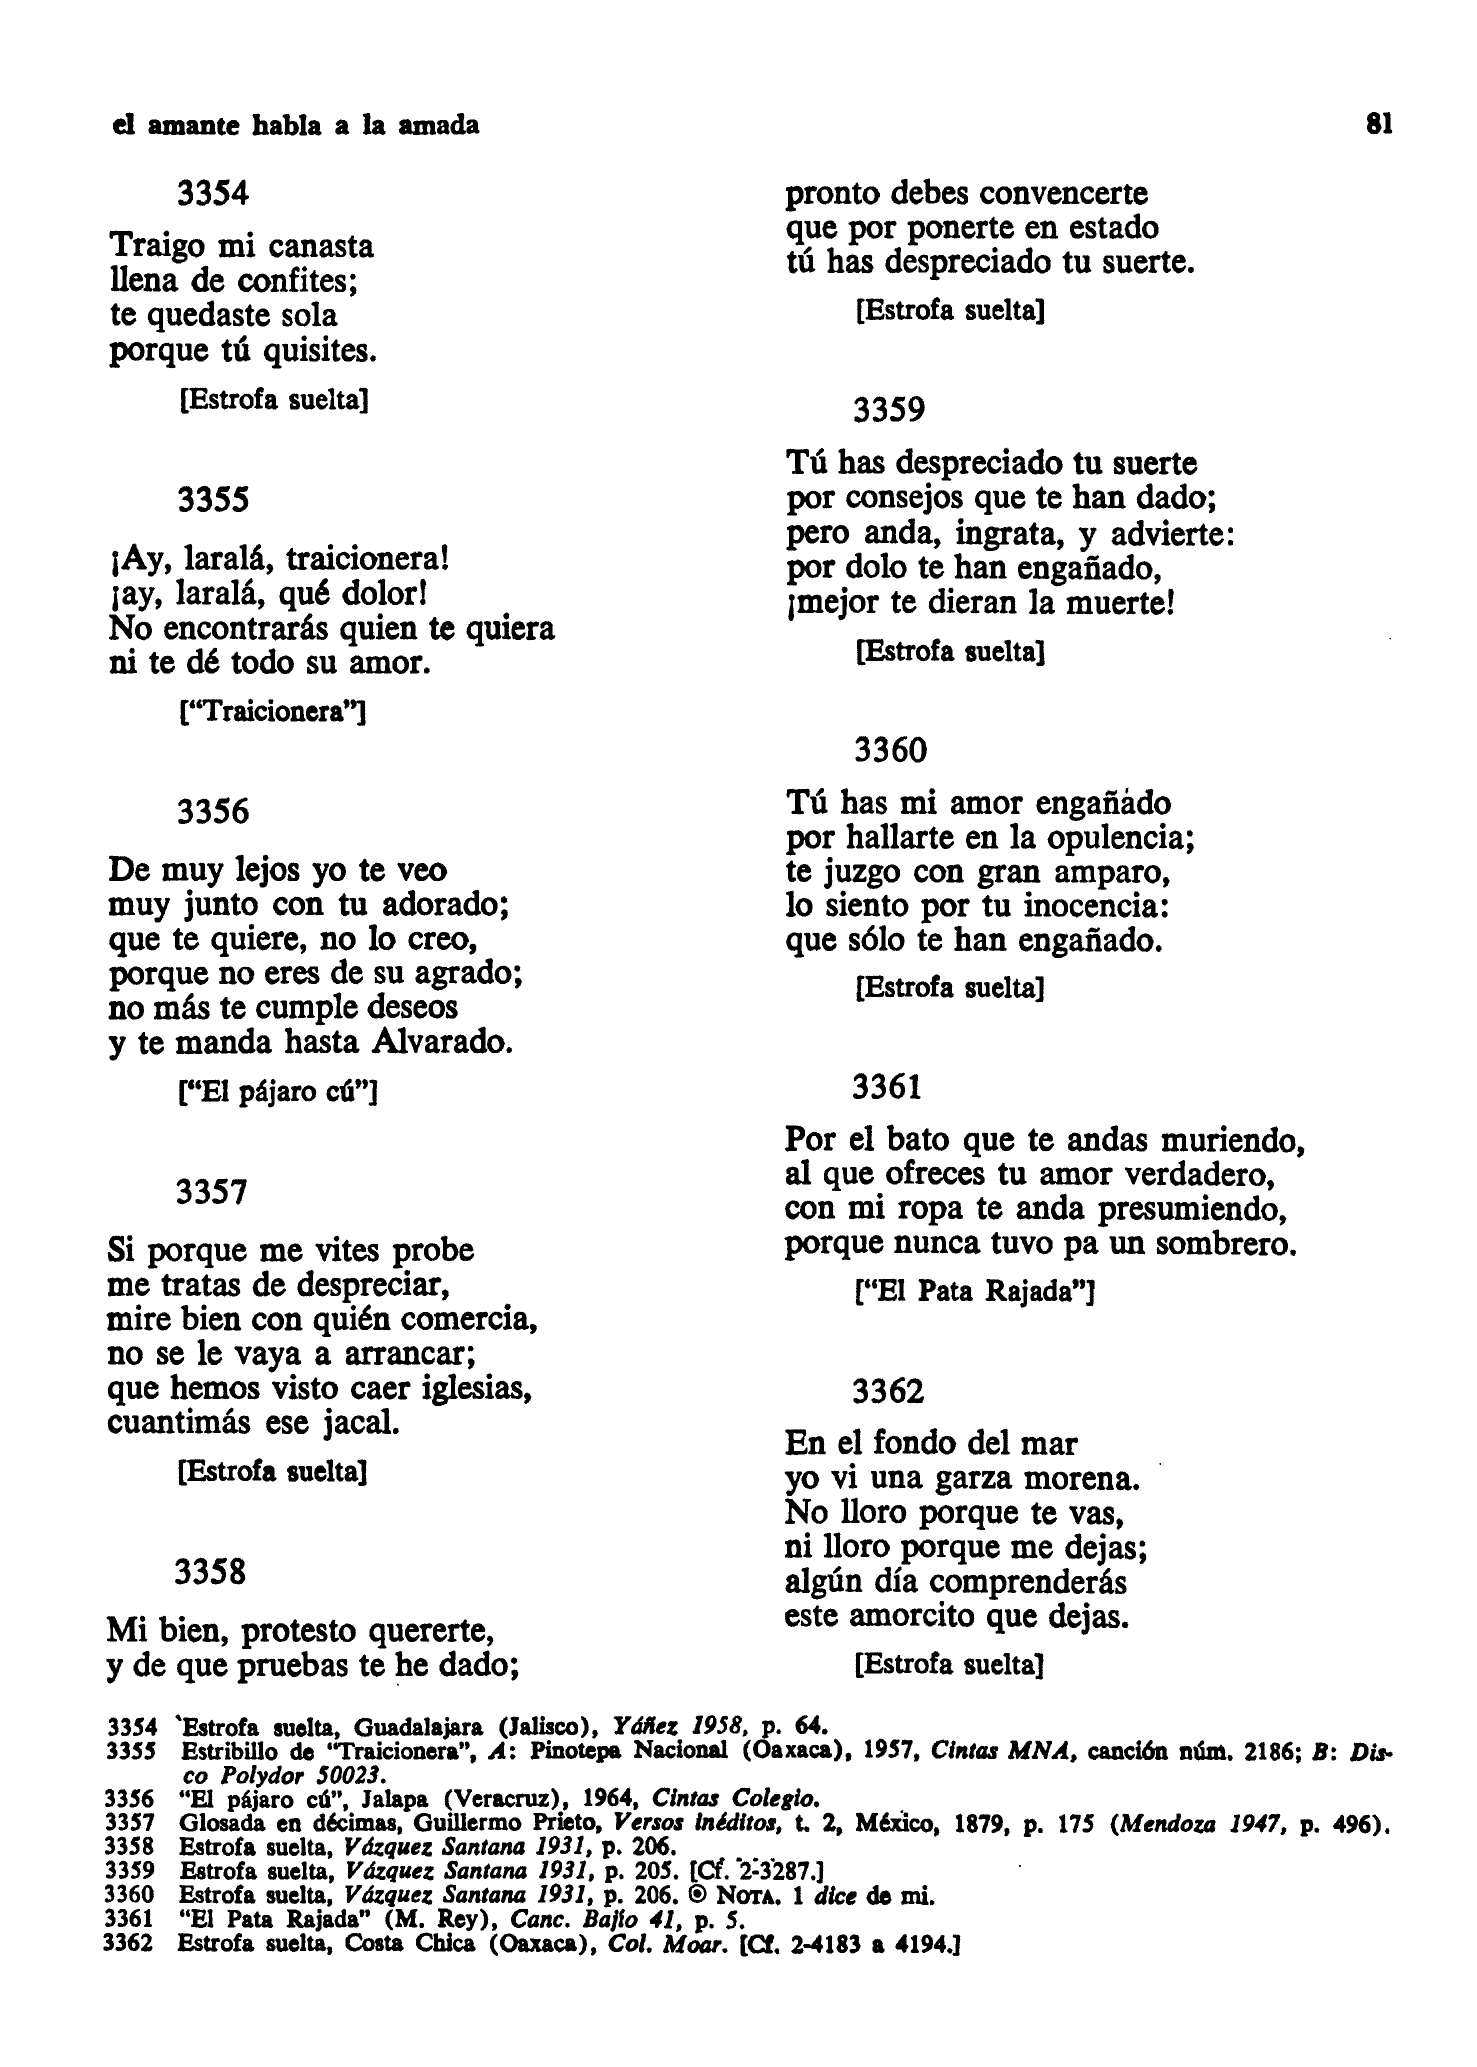 el amante habla a la amada
81
3354
Traigo mi canasta
llena de confites;
te quedaste sola
porque tú quisites.
[Estrofa suelta]
3355
¡Ay, laralá, traicionera!
¡ay, laralá, qué dolor!
No encontrarás quien te quiera
ni te dé todo su amor.
[“Traicionera”]
3356
De muy lejos yo te veo
muy junto con tu adorado;
que te quiere, no lo creo,
porque no eres de su agrado;
no más te cumple deseos
y te manda hasta Alvarado.
[“El pájaro cú”]
3357
Si porque me vites probe
me tratas de despreciar,
mire bien con quién comercia,
no se le vaya a arrancar;
que hemos visto caer iglesias,
cuantimás ese jacal.
[Estrofa suelta]
3358
Mi bien, protesto quererte,
y de que pruebas te he dado;
pronto debes convencerte
que por ponerte en estado
tú has despreciado tu suerte.
[Estrofa suelta]
3359
Tú has despreciado tu suerte
por consejos que te han dado;
pero anda, ingrata, y advierte:
por dolo te han engañado,
¡mejor te dieran la muerte!
[Estrofa suelta]
3360
Tú has mi amor engañado
por hallarte en la opulencia;
te juzgo con gran amparo,
lo siento por tu inocencia:
que sólo te han engañado.
[Estrofa suelta]
3361
Por el bato que te andas muriendo,
al que ofreces tu amor verdadero,
con mi ropa te anda presumiendo,
porque nunca tuvo pa un sombrero.
[“El Pata Rajada”]
3362
En el fondo del mar
yo vi una garza morena.
No lloro porque te vas,
ni lloro porque me dejas;
algún día comprenderás
este amorcito que dejas.
[Estrofa suelta]
3354 Estrofa suelta, Guadalajara (Jalisco), Yáñez 1958, p. 64.
3355 Estribillo de “Traicionera”, A: Pinotepa Nacional (Oaxaca), 1957, Cintas MNA, canción núm. 2186; B: Dis-
co Polydor 50023.
3356 “El pájaro cú”, Jalapa (Veracruz), 1964, Cintas Colegio.
3357 Glosada en décimas, Guillermo Prieto, Versos inéditos, t. 2, México, 1879, p. 175 (Mendoza 1947, p. 496).
3358 Estrofa suelta, Vázquez Santana 1931, p. 206.
3359 Estrofa suelta, Vázquez Santana 1931, p. 205. [Cf. 2-3287.]
3360 Estrofa suelta, Vázquez Santana 1931, p. 206. ® NOTA. 1 dice de mi.
3361 “El Pata Rajada” (M. Rey), Canc. Bajío 41, p. 5.
3362 Estrofa suelta, Costa Chica (Oaxaca), Col. Moar. [Cf. 2-4183 a 4194.]